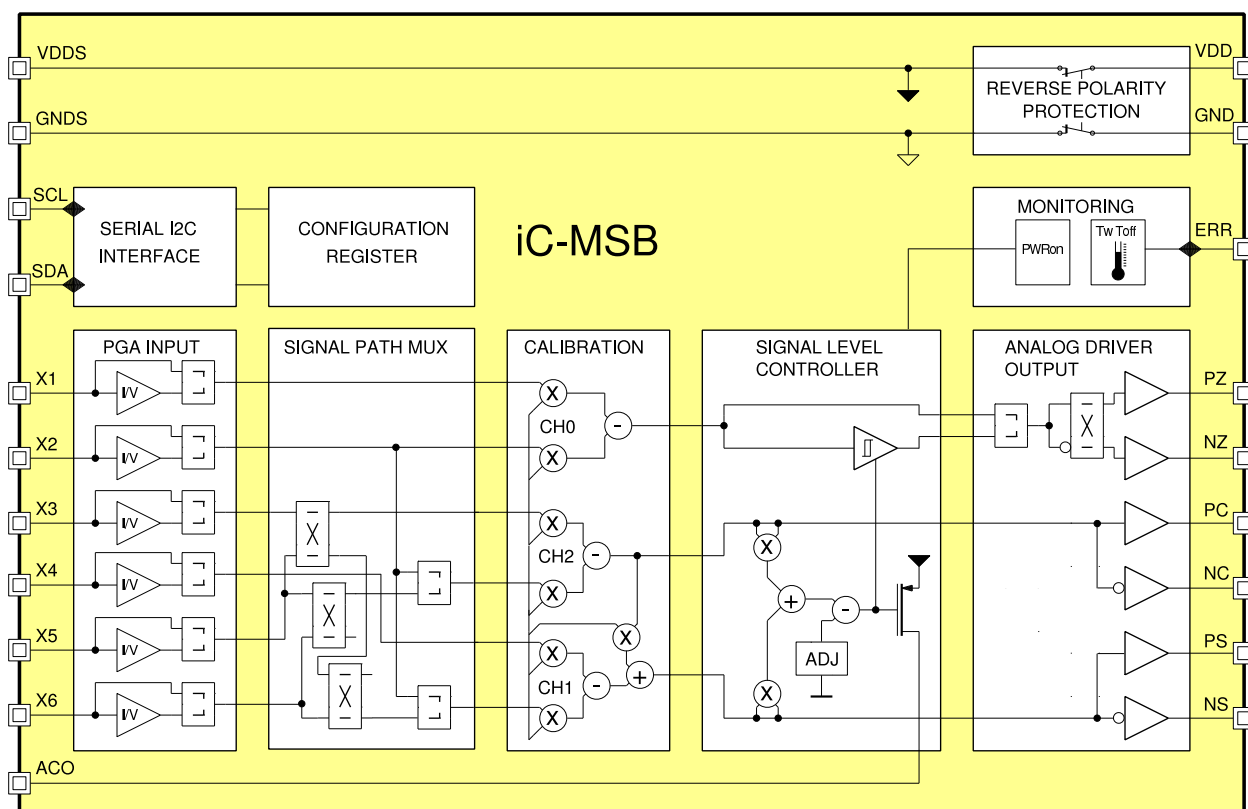 VDDS
VDD
REVERSE POLARITY
PROTECTION
GNDS
GND
SCL
SERIAL I2C
INTERFACE
SDA
CONFIGURATION
REGISTER
iC-MSB
MONITORING
PWRon
Tw Toff
ERR
PGA INPUT
SIGNAL PATH MUX
CALIBRATION
SIGNAL LEVEL
CONTROLLER
ANALOG DRIVER
OUTPUT
X1
I/V
X
CH0
-
X
PZ
X2
I/V
X
NZ
X3
I/V
X
X
CH2
-
X
PC
X4
I/V
X
X
+
-
NC
X5
I/V
X
X
CH1
-
+
ADJ
PS
X6
I/V
X
X
X
NS
ACO